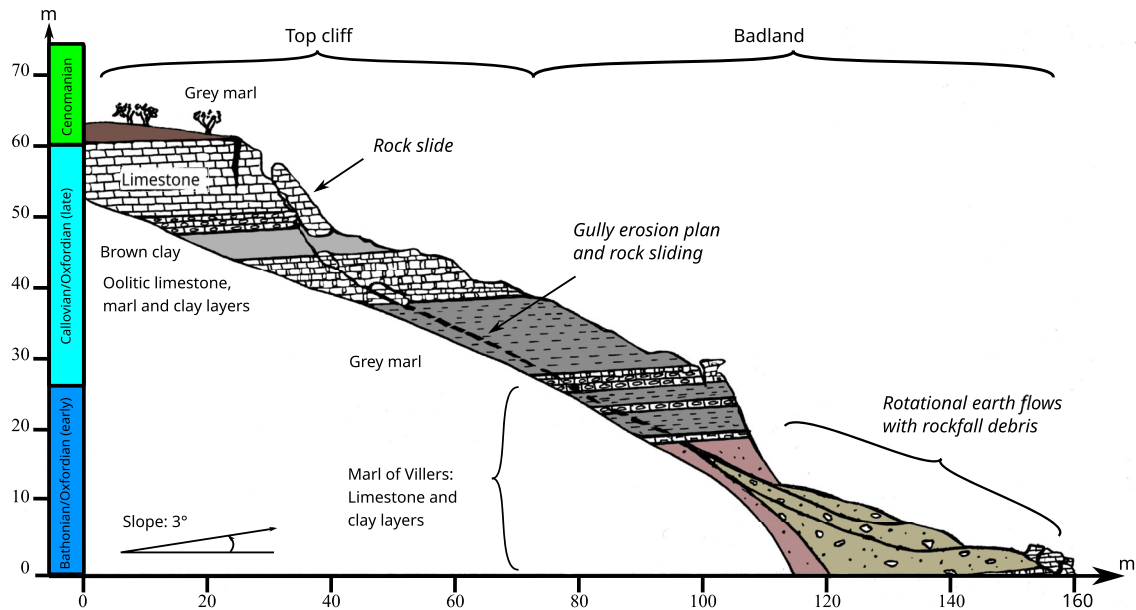 m
Top cliff
Badland
70
60
50
40
30
20
10
0
Cenomanian
Callovian/Oxfordian (late)
Bathonian/Oxfordian (early)
Grey marl
Rock slide
Limestone
Gully erosion plan
and rock sliding
Brown clay
Oolitic limestone,
marl and clay layers
Grey marl
Rotational earth flows
with rockfall debris
Marl of Villers:
Limestone and
clay layers
Slope: 3°
m
0
20
40
60
80
100
120
140
160